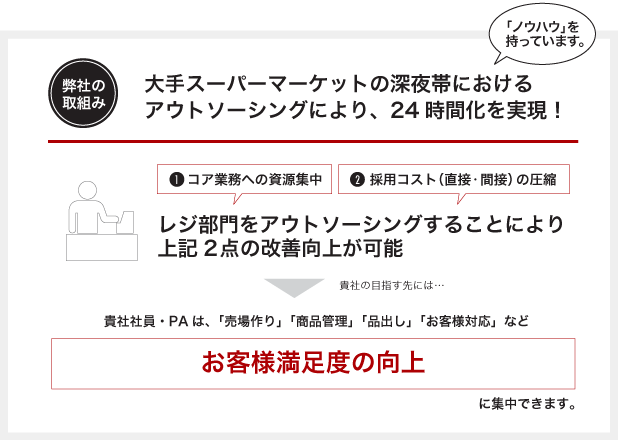 「ノウハウ」を
持っています。
弊社の
取組み
大手スーパーマーケットの深夜帯における
アウトソーシングにより、24時間化を実現！
❶コア業務への資源集中
❷採用コスト（直接・間接）の圧縮
レジ部門をアウトソーシングすることにより
上記2点の改善向上が可能
貴社の目指す先には…
貴社社員・PAは、「売場作り」「商品管理」「品出し」「お客様対応」など
お客様満足度の向上
に集中できます。